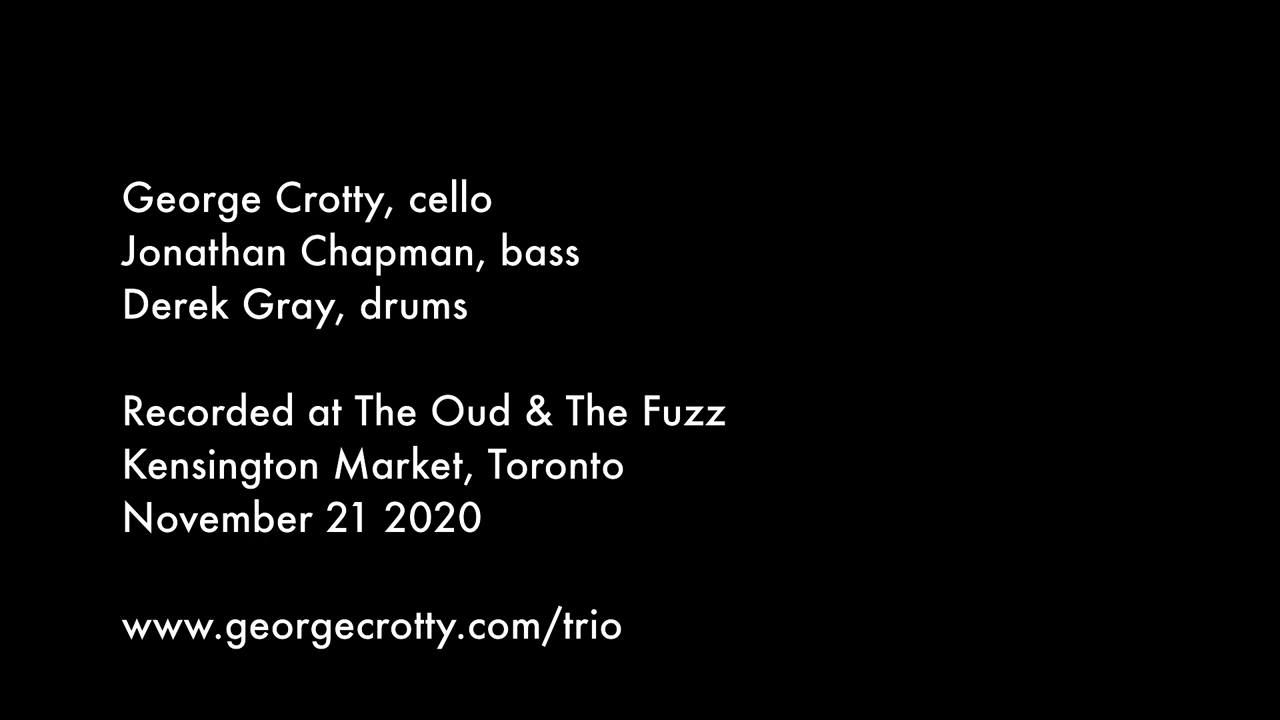 George Crotty, cello
Jonathan Chapman, bass
Derek Gray, drums
Recorded at The Oud & The Fuzz
Kensington Market, Toronto
November 21 2020
www.georgecrotty.com/trio